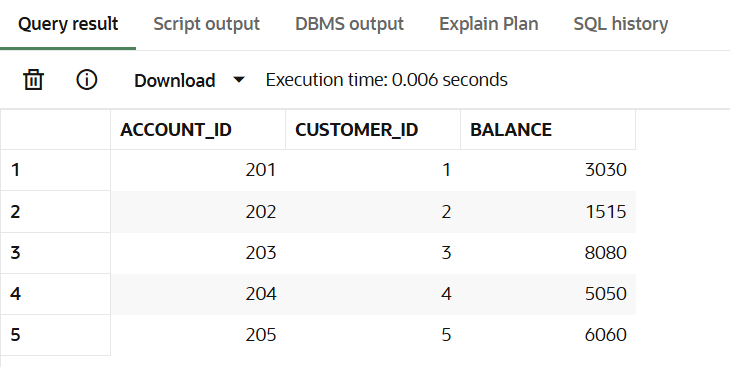 Query result Script output DBMS output Explain Plan SQL history
Download Execution time: 0.006 seconds
ACCOUNT_ID CUSTOMER_ID BALANCE
1 201 1 3030
2 202 2 1515
3 203 3 8080
4 204 4 5050
5 205 5 6060